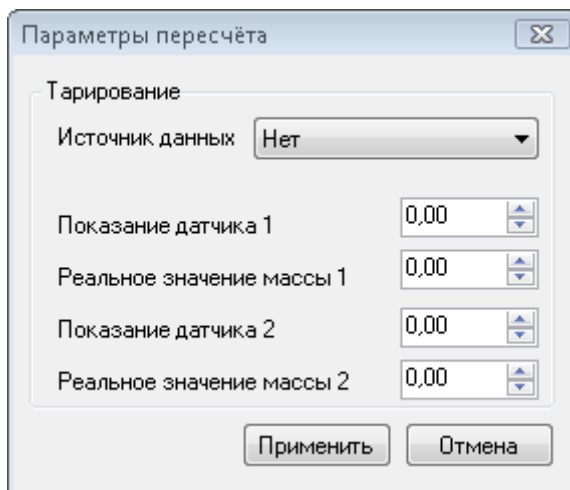 Параметры пересчёта
Тарирование
Источник данных Нет
Показание датчика 1 0,00
Реальное значение массы 1 0,00
Показание датчика 2 0,00
Реальное значение массы 2 0,00
Применить Отмена